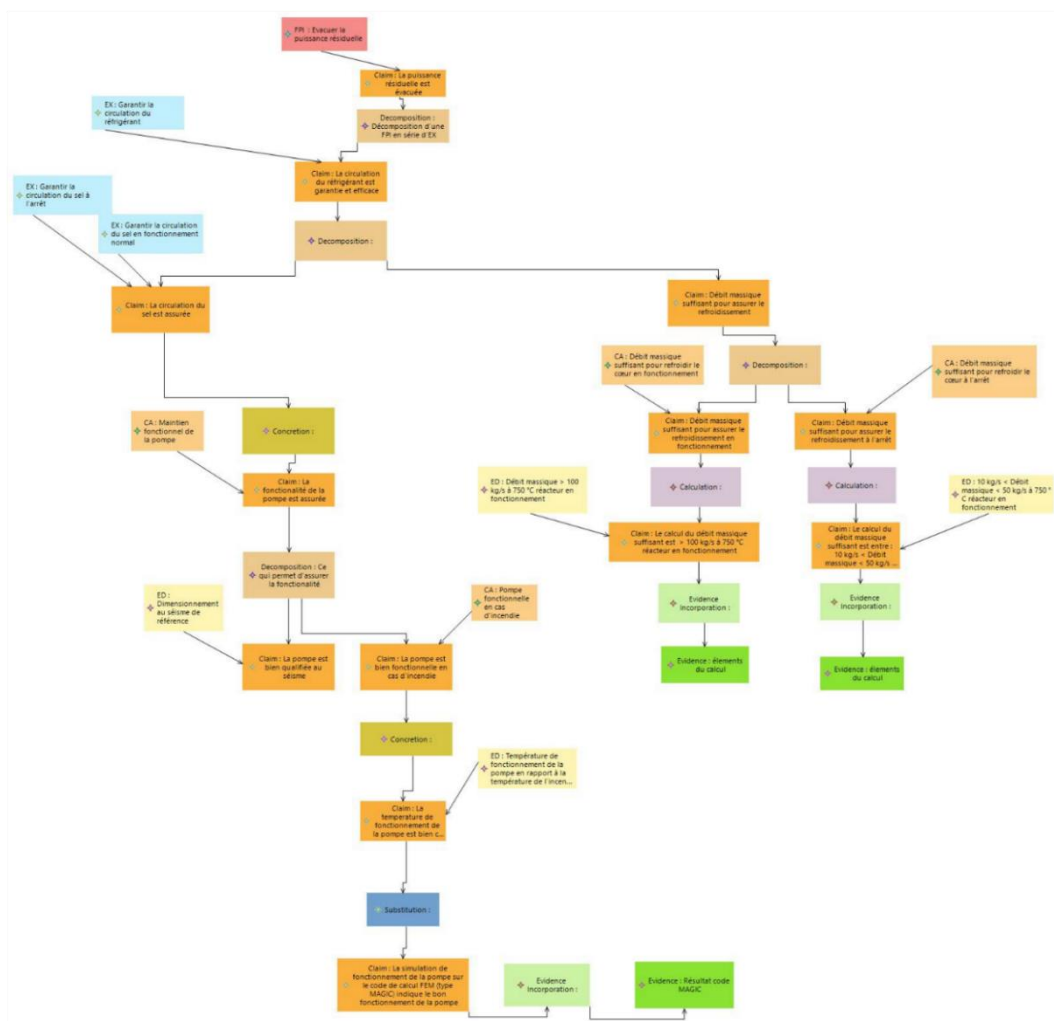 FPI : Evacuer la
puissance résiduelle
Claim : La puissance
résiduelle est
évacuée
EX : Garantir la
circulation du
réfrigérant
Decomposition :
Décomposition d'une
FPI en série d'EX
Claim : La circulation
du réfrigérant est
garantie et efficace
EX : Garantir la
circulation du sel à
l'arrêt
EX : Garantir la circulation
du sel en fonctionnement
normal
Decomposition :
Claim : La circulation du
sel est assurée
Claim : Débit massique
suffisant pour assurer le
refroidissement
CA : Débit massique
suffisant pour refroidir le
cœur en fonctionnement
Decomposition :
CA : Débit massique
suffisant pour refroidir le
cœur à l'arrêt
CA : Maintien
fonctionnel de
la pompe
Concretion :
Claim : Débit massique
suffisant pour assurer le
refroidissement en
fonctionnement
Claim : Débit massique
suffisant pour assurer le
refroidissement à l'arrêt
Claim : La
fonctionalité de la
pompe est assurée
ED : Débit massique > 100
kg/s à 750 °C réacteur en
fonctionnement
Calculation :
Calculation :
ED : 10 kg/s < Débit
massique < 50 kg/s à 750 °
C réacteur en
fonctionnement
Claim : Le calcul du débit massique
suffisant est > 100 kg/s à 750 °C
réacteur en fonctionnement
Claim : Le calcul du
débit massique
suffisant est entre :
10 kg/s < Débit
massique < 50 kg/s ...
Decomposition : Ce
qui permet d'assurer
la fonctionalité
ED :
Dimensionnement
au séisme de
référence
CA : Pompe
fonctionnelle
en cas
d'incendie
Evidence
Incorporation :
Evidence
Incorporation :
Claim : La pompe est
bien qualifiée au
séisme
Claim : La pompe est
bien fonctionnelle en
cas d'incendie
Evidence : élements
du calcul
Evidence : élements
du calcul
Concretion :
ED : Température de
fonctionnement de la
pompe en rapport à la
température de l'incen...
Claim : La
temperature de
fonctionnement de
la pompe est bien c...
Substitution :
Claim : La simulation de
fonctionnement de la pompe sur
le code de calcul FEM (type
MAGIC) indique le bon
fonctionnement de la pompe
Evidence
Incorporation :
Evidence : Résultat code
MAGIC